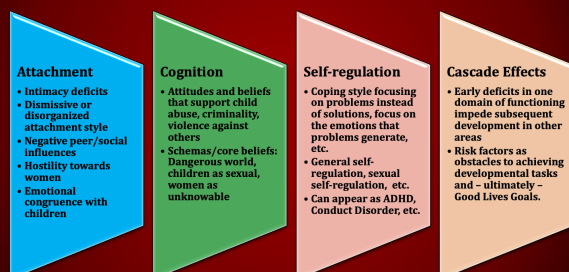 Attachment
• Intimacy deficits
• Dismissive or
disorganized
attachment style
• Negative peer/social
influences
• Hostility towards
women
• Emotional
congruence with
children
Cognition
• Attitudes and beliefs
that support child
abuse, criminality,
violence against
others
• Schemas/core beliefs:
Dangerous world,
children as sexual,
women as
unknowable
Self-regulation
• Coping style focusing
on problems instead
of solutions, focus on
the emotions that
problems generate,
etc.
• General self-
regulation, sexual
self-regulation, etc.
• Can appear as ADHD,
Conduct Disorder, etc.
Cascade Effects
• Early deficits in one
domain of functioning
impede subsequent
development in other
areas
• Risk factors as
obstacles to achieving
developmental tasks
and – ultimately –
Good Lives Goals.